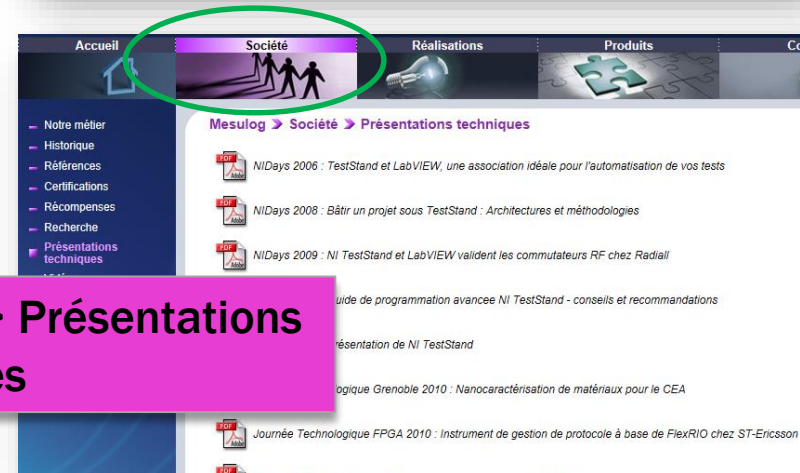 Accueil
Société
Réalisations
Produits
Notre métier
Historique
Références
Certifications
Récompenses
Recherche
Présentations
techniques
Mesulog > Société > Présentations techniques
NIDays 2006 : TestStand et LabVIEW, une association idéale pour l'automatisation de vos tests
NIDays 2008 : Bâtir un projet sous TestStand : Architectures et méthodologies
NIDays 2009 : NI TestStand et LabVIEW valident les commutateurs RF chez Radiall
uide de programmation avancee NI TestStand - conseils et recommandations
résentation de NI TestStand
ogique Grenoble 2010 : Nanocaractérisation de matériaux pour le CEA
Journée Technologique FPGA 2010 : Instrument de gestion de protocole à base de FlexRIO chez ST-Ericsson
Présentations
es